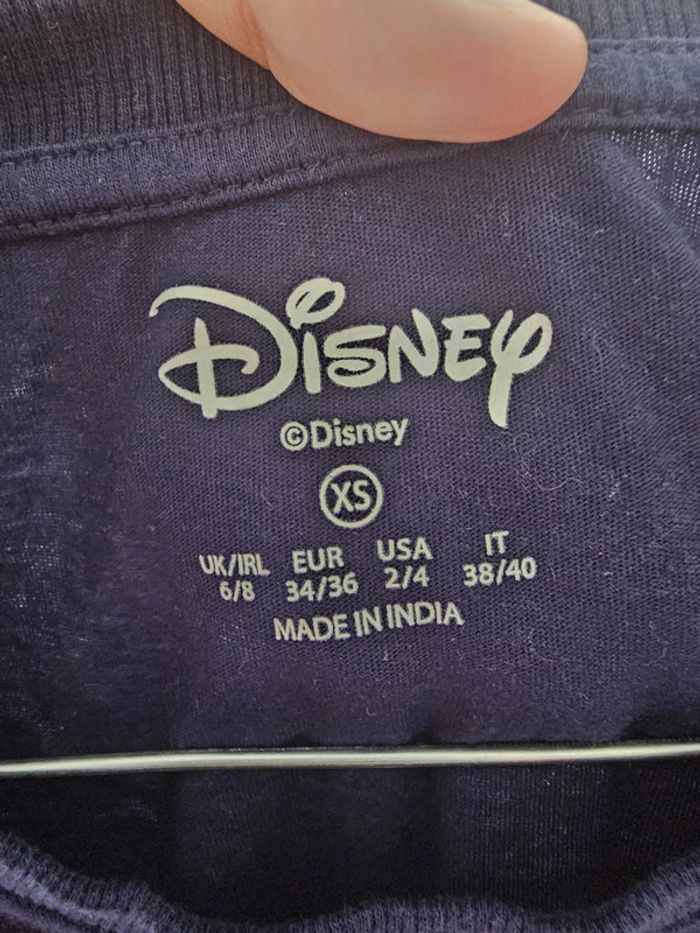 Disney
©Disney
XS
UK/IRL EUR USA IT
6/8 34/36 2/4 38/40
MADE IN INDIA